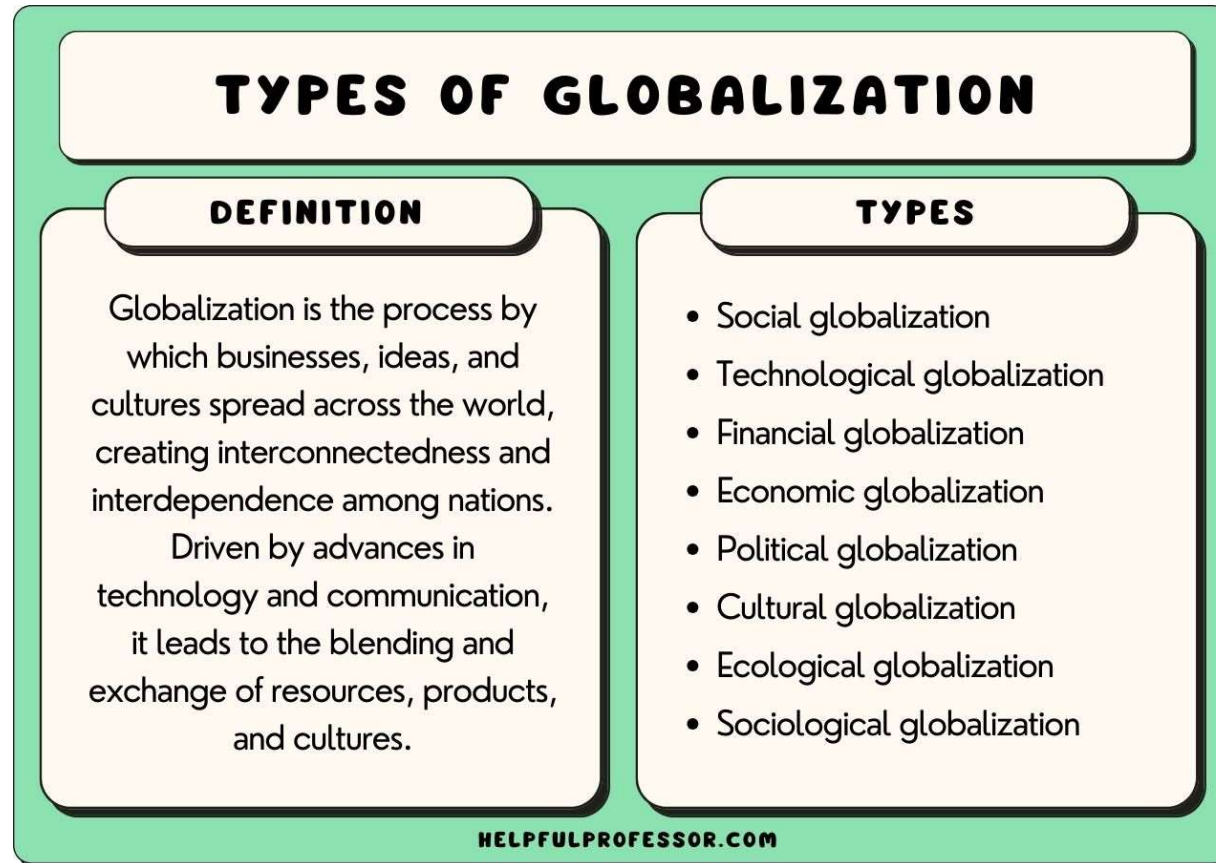 TYPES OF GLOBALIZATION
DEFINITION
Globalization is the process by
which businesses, ideas, and
cultures spread across the world,
creating interconnectedness and
interdependence among nations.
Driven by advances in
technology and communication,
it leads to the blending and
exchange of resources, products,
and cultures.
TYPES
• Social globalization
• Technological globalization
• Financial globalization
• Economic globalization
• Political globalization
• Cultural globalization
• Ecological globalization
• Sociological globalization
HELPFULPROFESSOR.COM